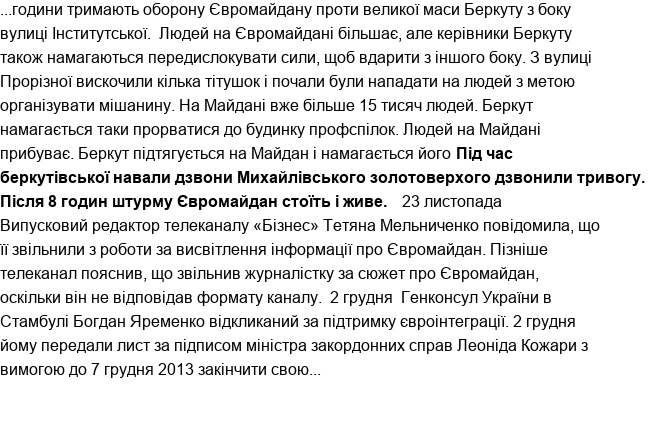 ...години тримають оборону Євромайдану проти великої маси Беркуту з боку
вулиці Інститутської.  Людей на Євромайдані більшає, але керівники Беркуту
також намагаються передислокувати сили, щоб вдарити з іншого боку. З вулиці
Прорізної вискочили кілька тітушок і почали були нападати на людей з метою
організувати мішанину. На Майдані вже більше 15 тисяч людей. Беркут
намагається таки прорватися до будинку профспілок. Людей на Майдані
прибуває. Беркут підтягується на Майдан і намагається його Під час
беркутівської навали дзвони Михайлівського золотоверхого дзвонили тривогу.
Після 8 годин штурму Євромайдан стоїть і живе.   23 листопада
Випусковий редактор телеканалу «Бізнес» Тетяна Мельниченко повідомила, що
її звільнили з роботи за висвітлення інформації про Євромайдан. Пізніше
телеканал пояснив, що звільнив журналістку за сюжет про Євромайдан,
оскільки він не відповідав формату каналу.  2 грудня  Генконсул України в
Стамбулі Богдан Яременко відкликаний за підтримку євроінтеграції. 2 грудня
йому передали лист за підписом міністра закордонних справ Леоніда Кожари з
вимогою до 7 грудня 2013 закінчити свою...